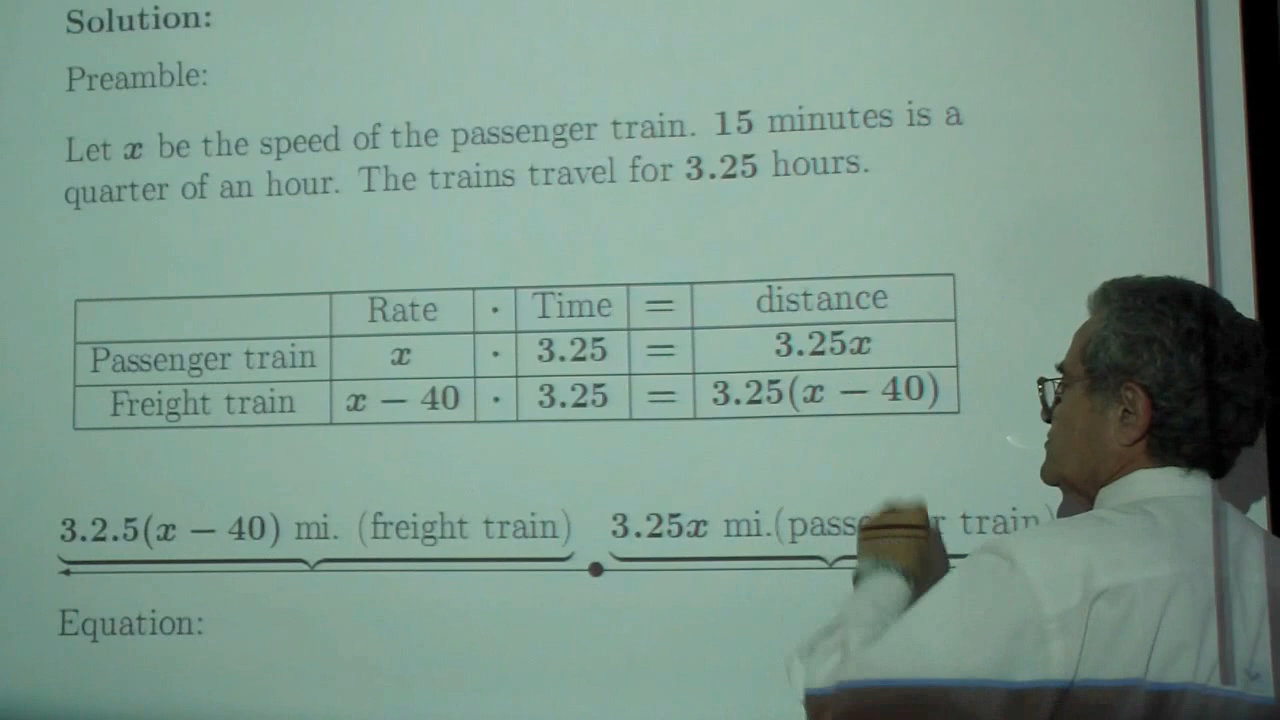 Solution:
Preamble:
Let x be the speed of the passenger train. 15 minutes is a
quarter of an hour. The trains travel for 3.25 hours.
Rate · Time = distance
Passenger train x · 3.25 = 3.25x
Freight train x − 40 · 3.25 = 3.25(x − 40)
3.2.5(x − 40) mi. (freight train) 3.25x mi.( train)
Equation: